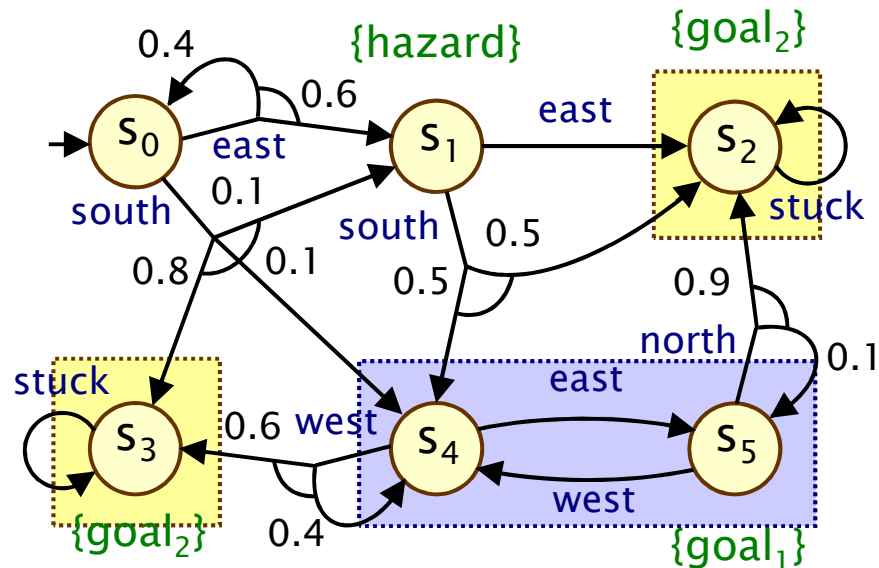 {goal₂}
{hazard}
0.4
0.6
east
s₀
s₁
s₂
east
0.1
south
south
0.5
stuck
0.8
0.1
0.5
0.9
north
0.1
stuck
east
0.6
west
s₃
s₄
s₅
west
0.4
{goal₂}
{goal₁}